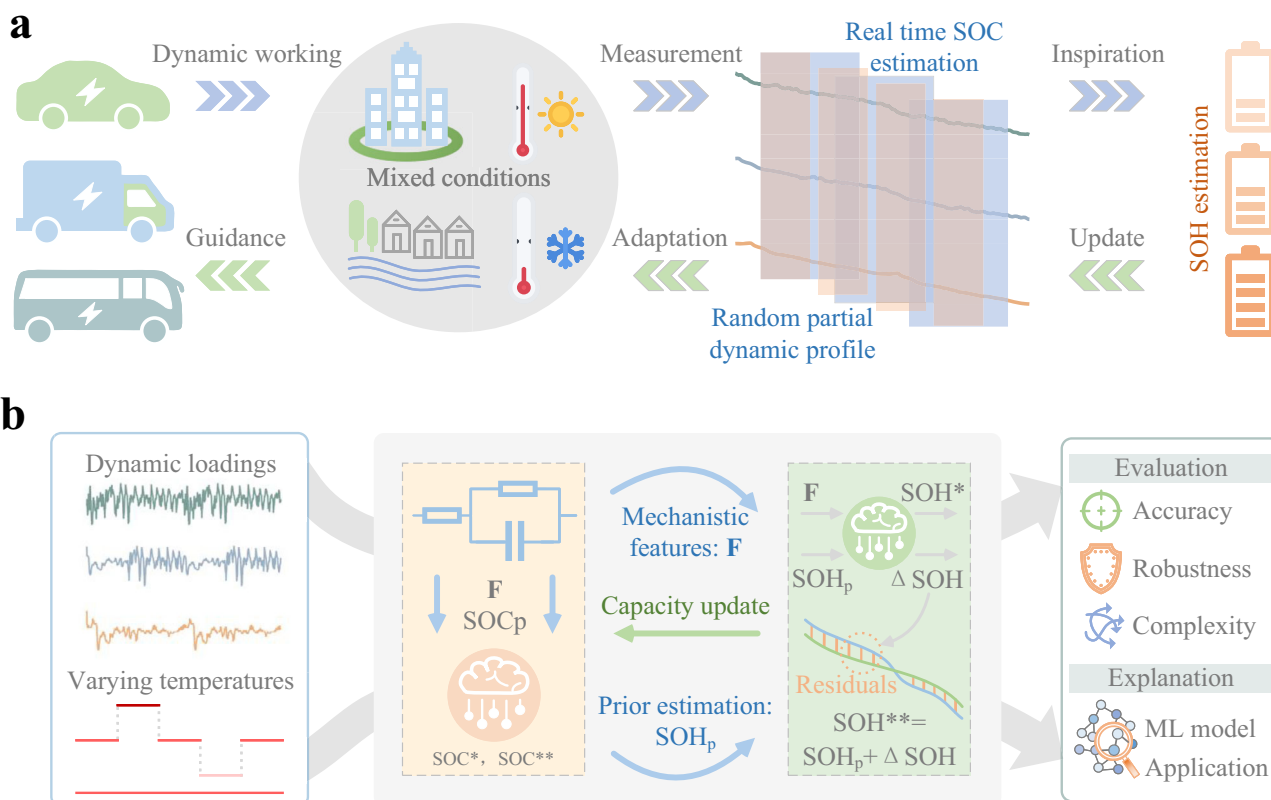 a
Dynamic working
Measurement
Real time SOC
estimation
Inspiration
Mixed conditions
Guidance
Adaptation
Update
SOH estimation
Random partial
dynamic profile
b
Dynamic loadings
Varying temperatures
F
SOCp
SOC*, SOC**
Mechanistic
features: F
Capacity update
Prior estimation:
SOHp
F
SOH*
SOHp
Δ SOH
Residuals
SOH**=
SOHp+ Δ SOH
Evaluation
Accuracy
Robustness
Complexity
Explanation
ML model
Application